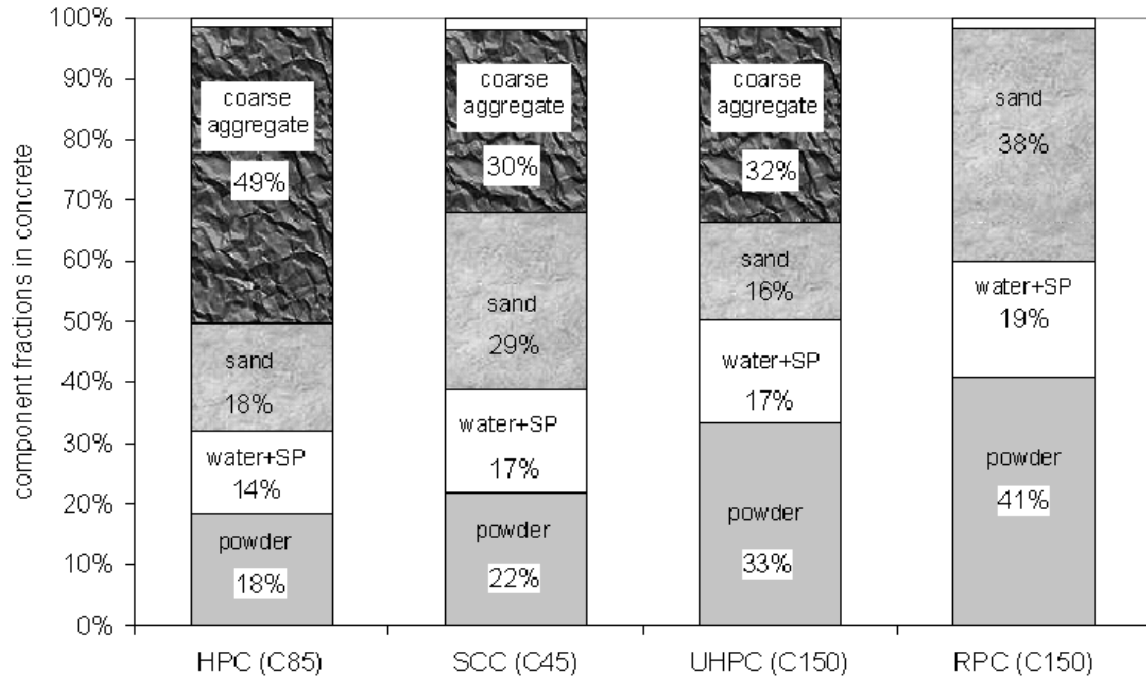 100%
90%
80%
70%
60%
50%
40%
30%
20%
10%
0%
component fractions in concrete
coarse
aggregate
49%
sand
18%
water+SP
14%
powder
18%
HPC (C85)
coarse
aggregate
30%
sand
29%
water+SP
17%
powder
22%
SCC (C45)
coarse
aggregate
32%
sand
16%
water+SP
17%
powder
33%
UHPC (C150)
sand
38%
water+SP
19%
powder
41%
RPC (C150)